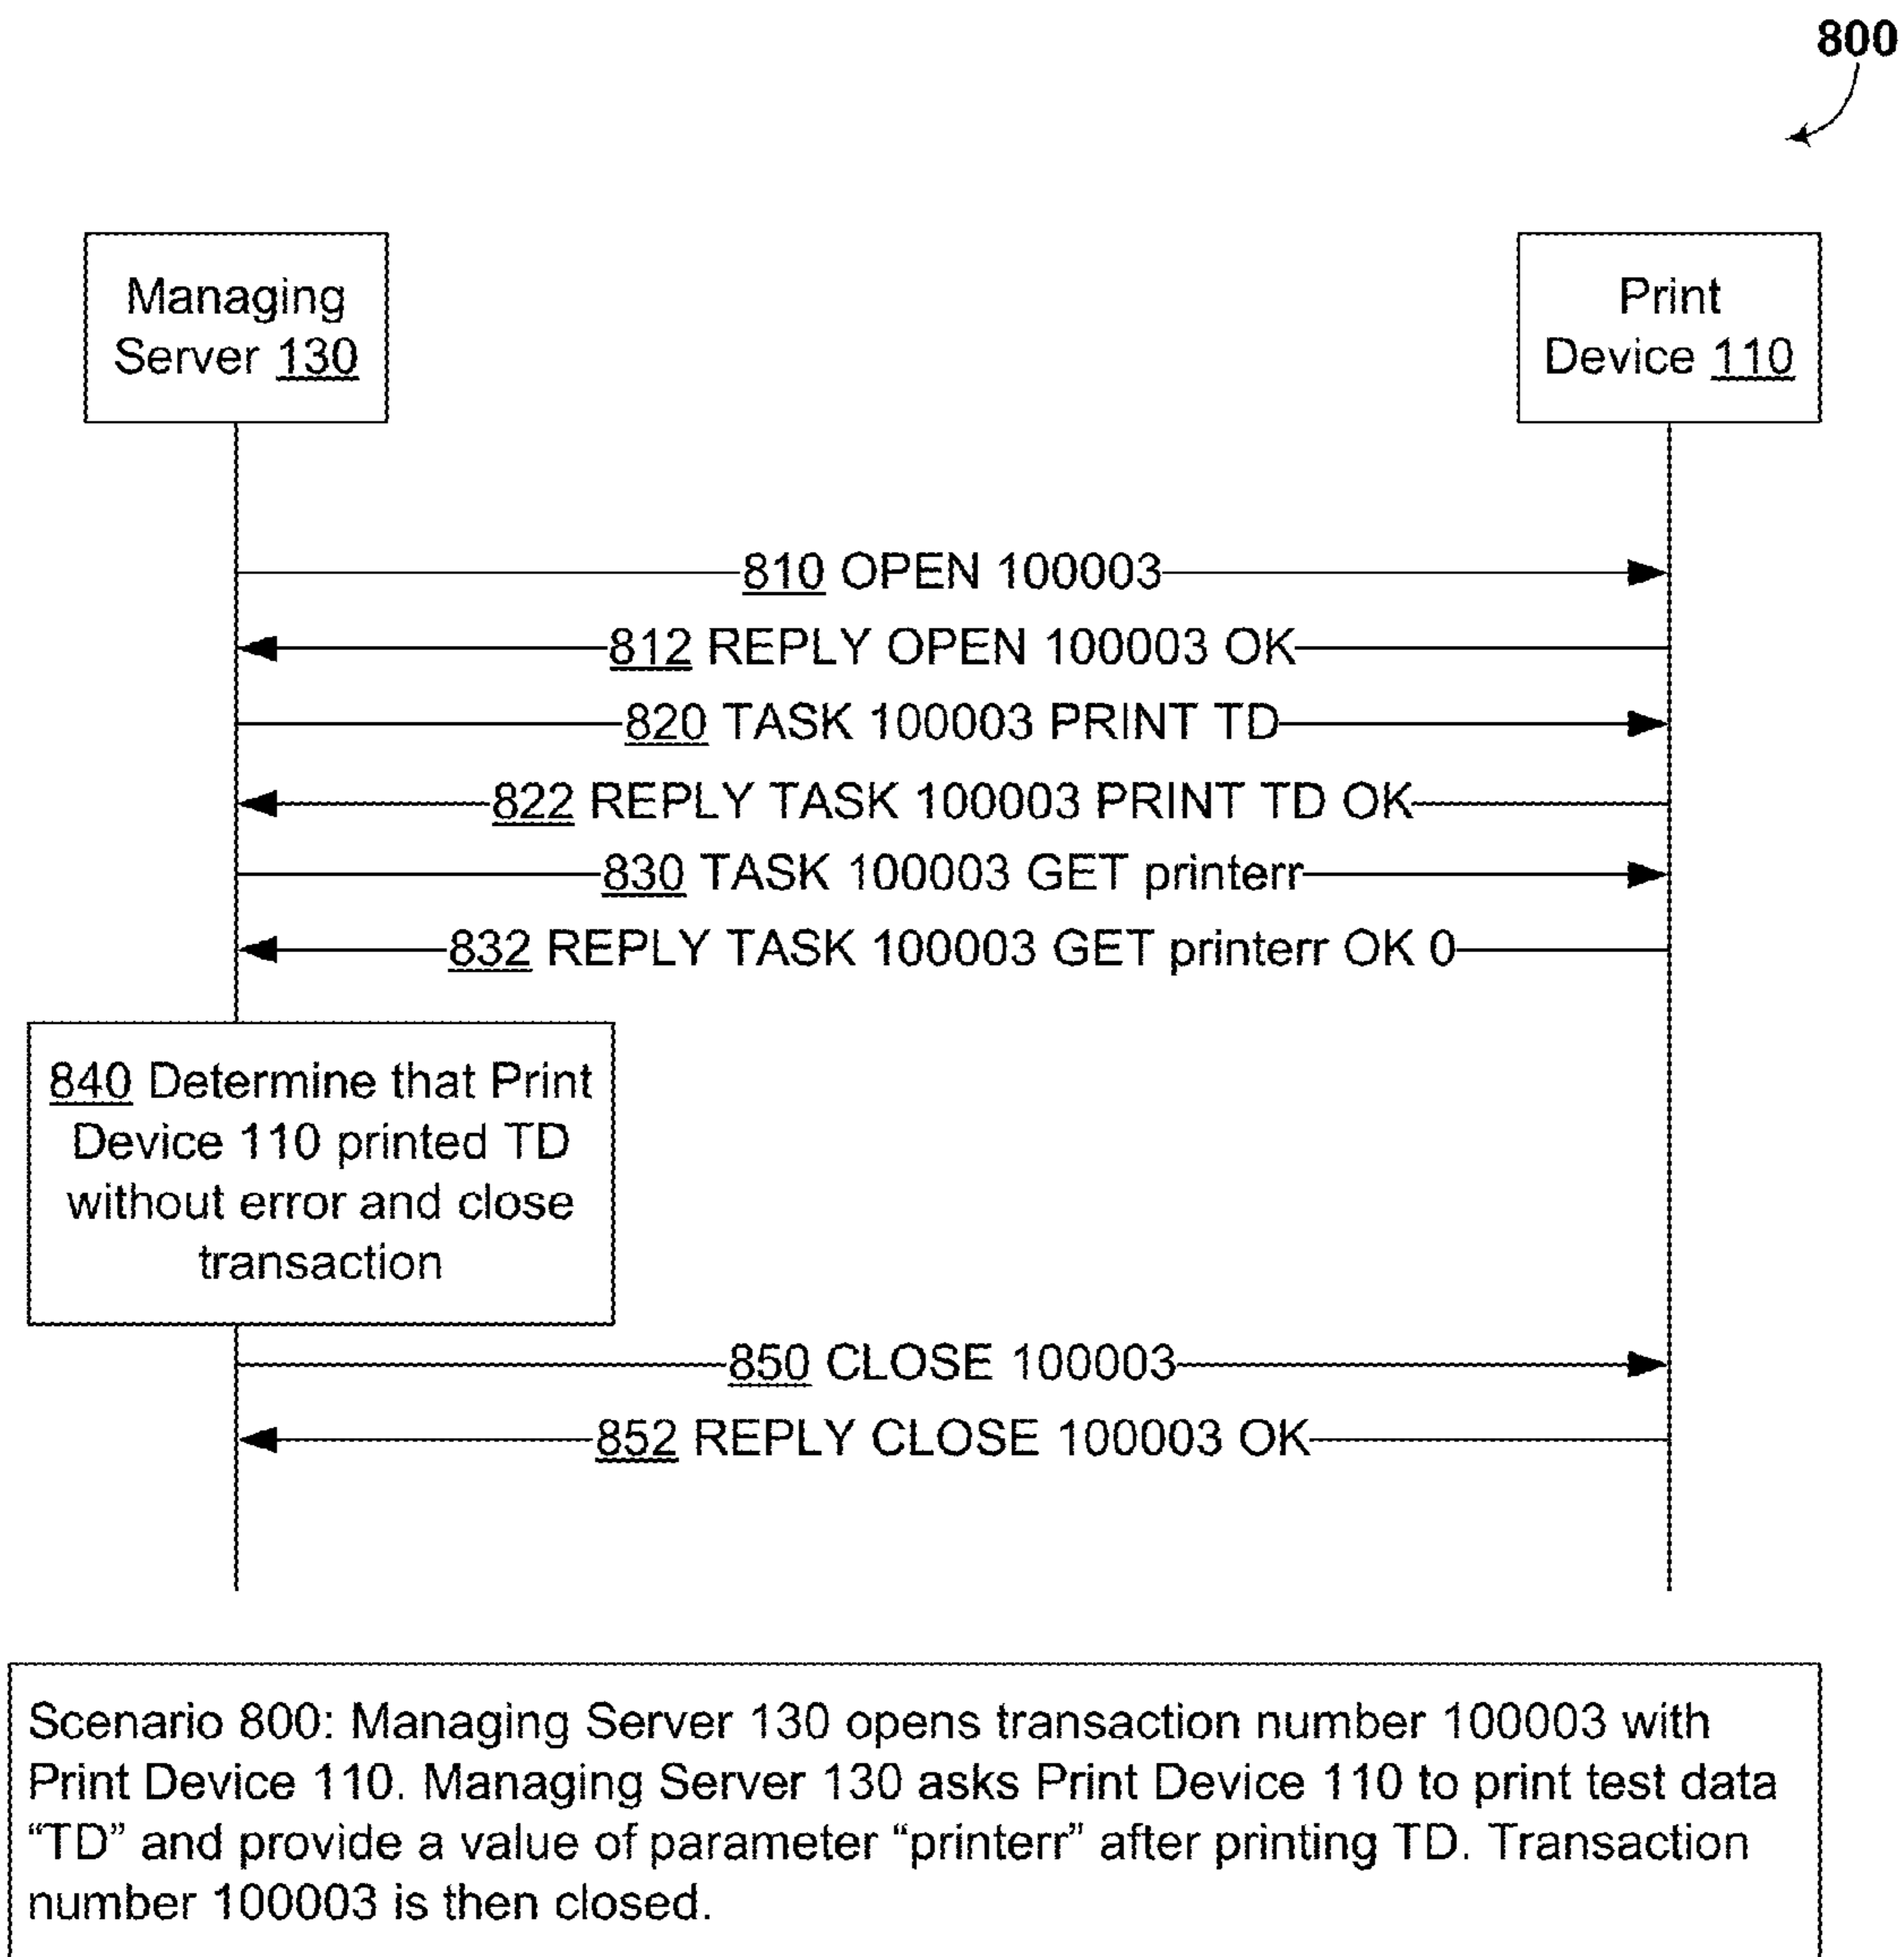 800
Managing
Server 130
Print
Device 110
810 OPEN 100003
812 REPLY OPEN 100003 OK
820 TASK 100003 PRINT TD
822 REPLY TASK 100003 PRINT TD OK
830 TASK 100003 GET printerr
832 REPLY TASK 100003 GET printerr OK 0
840 Determine that Print
Device 110 printed TD
without error and close
transaction
850 CLOSE 100003
852 REPLY CLOSE 100003 OK
Scenario 800: Managing Server 130 opens transaction number 100003 with
Print Device 110. Managing Server 130 asks Print Device 110 to print test data
“TD” and provide a value of parameter “printerr” after printing TD. Transaction
number 100003 is then closed.